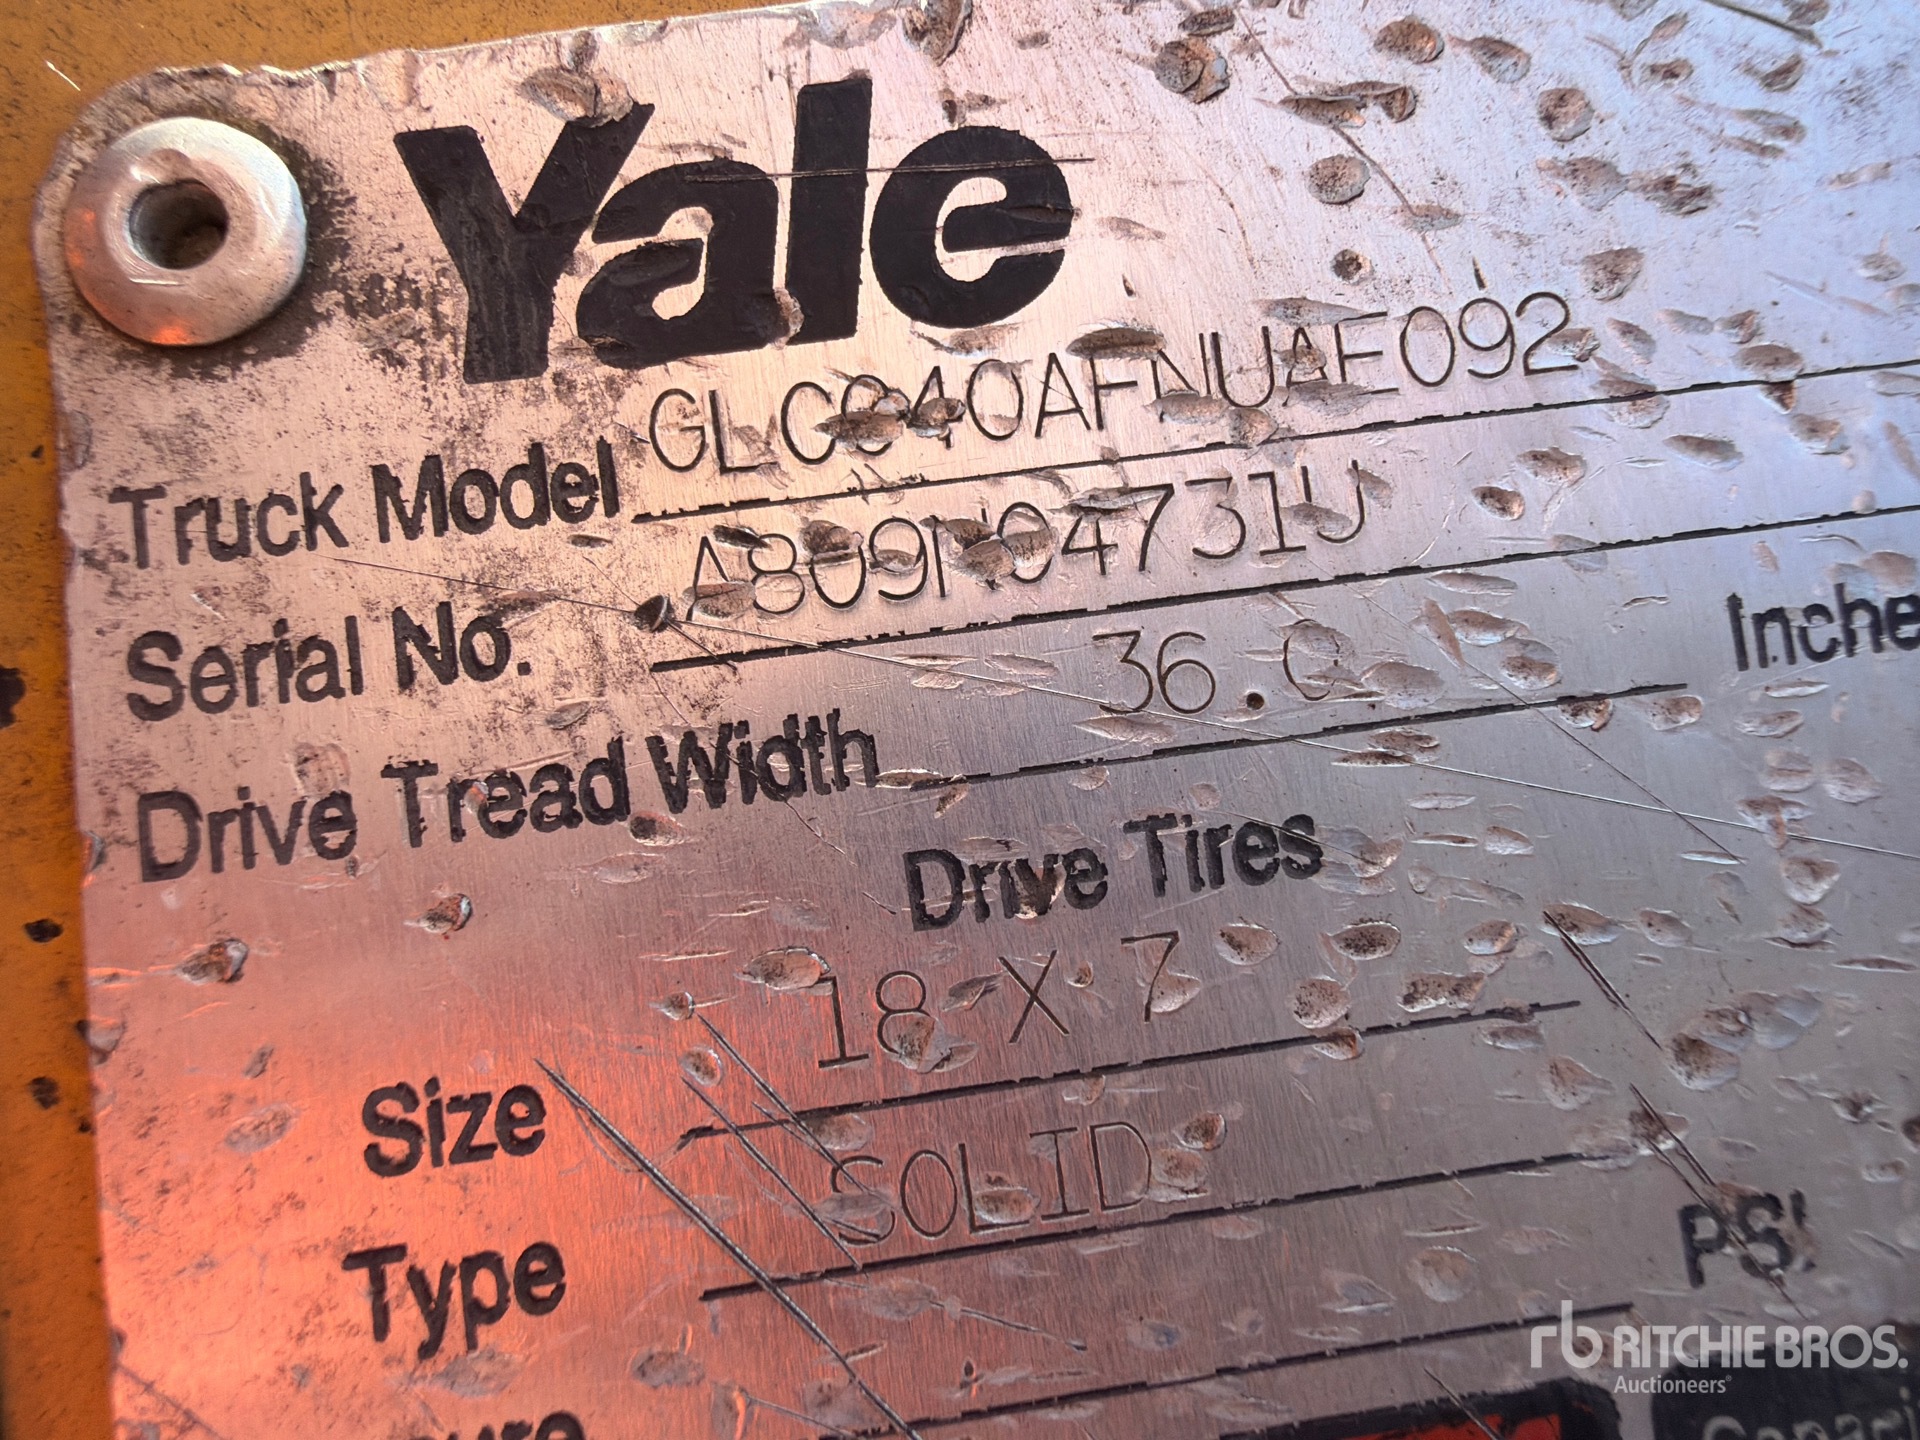 Yale
Truck Model GLC040AFNUAE092
Serial No. A809N04731U
Drive Tread Width 36.0 Inche
Drive Tires
Size 18 X 7
Type SOLID
PSI
RITCHIE BROS.
Auctioneers